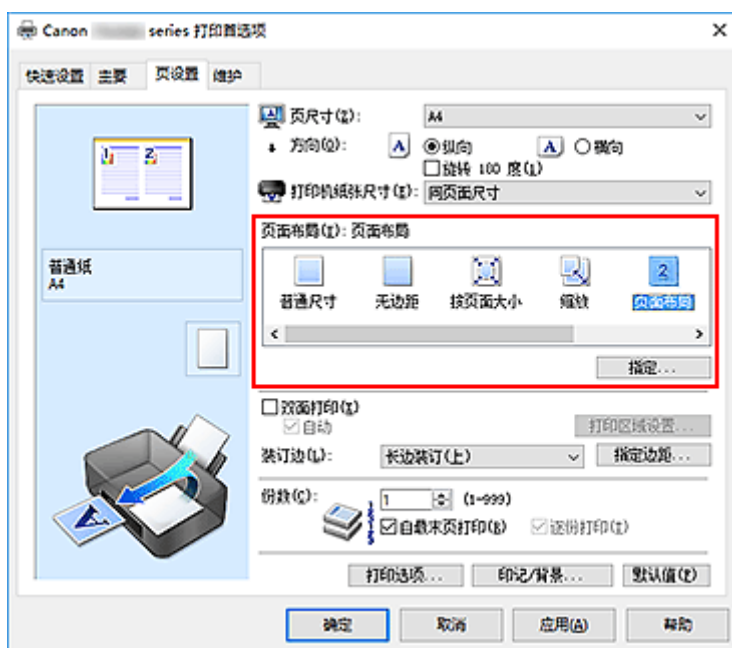 Canon series 打印首选项
快速设置 主要 页设置 维护
页尺寸(Z): A4
方向(O): A 纵向 A 横向
旋转 180 度(L)
打印机纸张尺寸(E): 同页面尺寸
页面布局(I): 页面布局
普通尺寸 无边距 按页面大小 缩放 页面布局
指定...
普通纸
A4
双面打印(X)
自动
打印区域设置...
装订边(L): 长边装订(上) 指定边距...
份数(C): 1 (1-999)
自最末页打印(R) 逐份打印(T)
打印选项... 印记/背景... 默认值(Y)
确定 取消 应用(A) 帮助